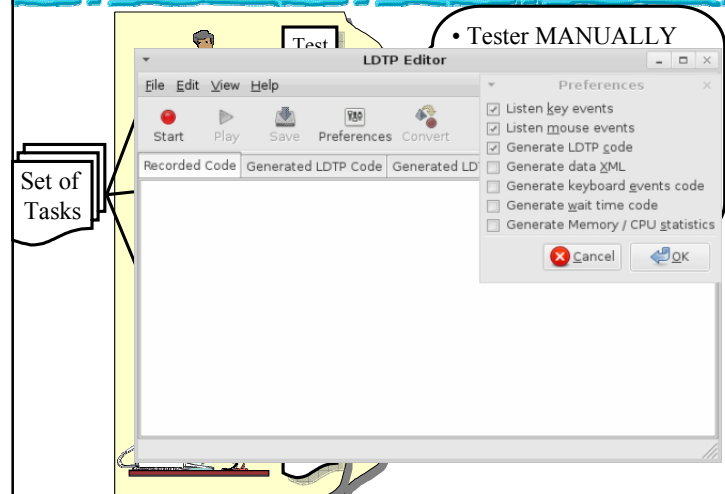 • Tester MANUALLY
Test
LDTP Editor
File Edit View Help
Start Play Save Preferences Convert
Recorded Code Generated LDTP Code Generated
Preferences
Listen key events
Listen mouse events
Generate LDTP code
Generate data XML
Generate keyboard events code
Generate wait time code
Generate Memory / CPU statistics
Cancel OK
Set of
Tasks